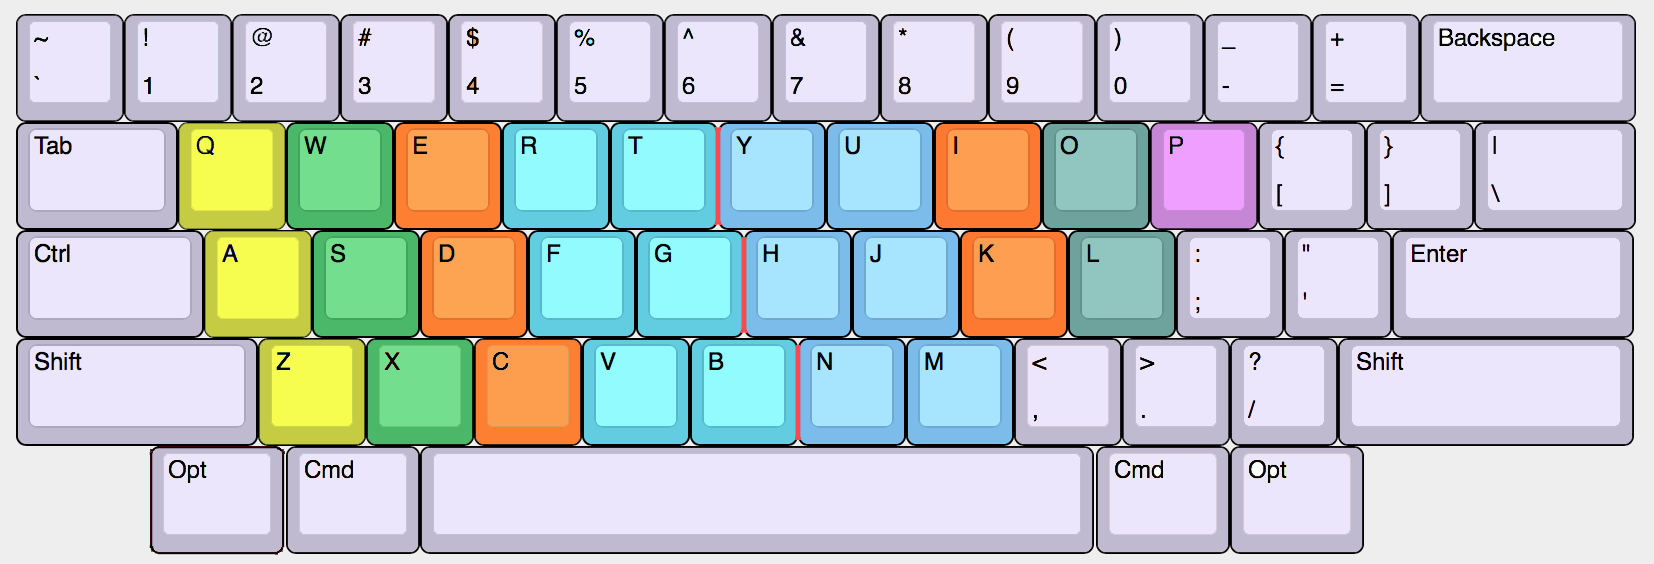 ~ ! @ # $ % ^ & * ( ) _ + Backspace
` 1 2 3 4 5 6 7 8 9 0 - =
Tab Q W E R T Y U I O P { } |
[ ] \
Ctrl A S D F G H J K L : " Enter
; '
Shift Z X C V B N M < > ? Shift
, . /
Opt Cmd Cmd Opt